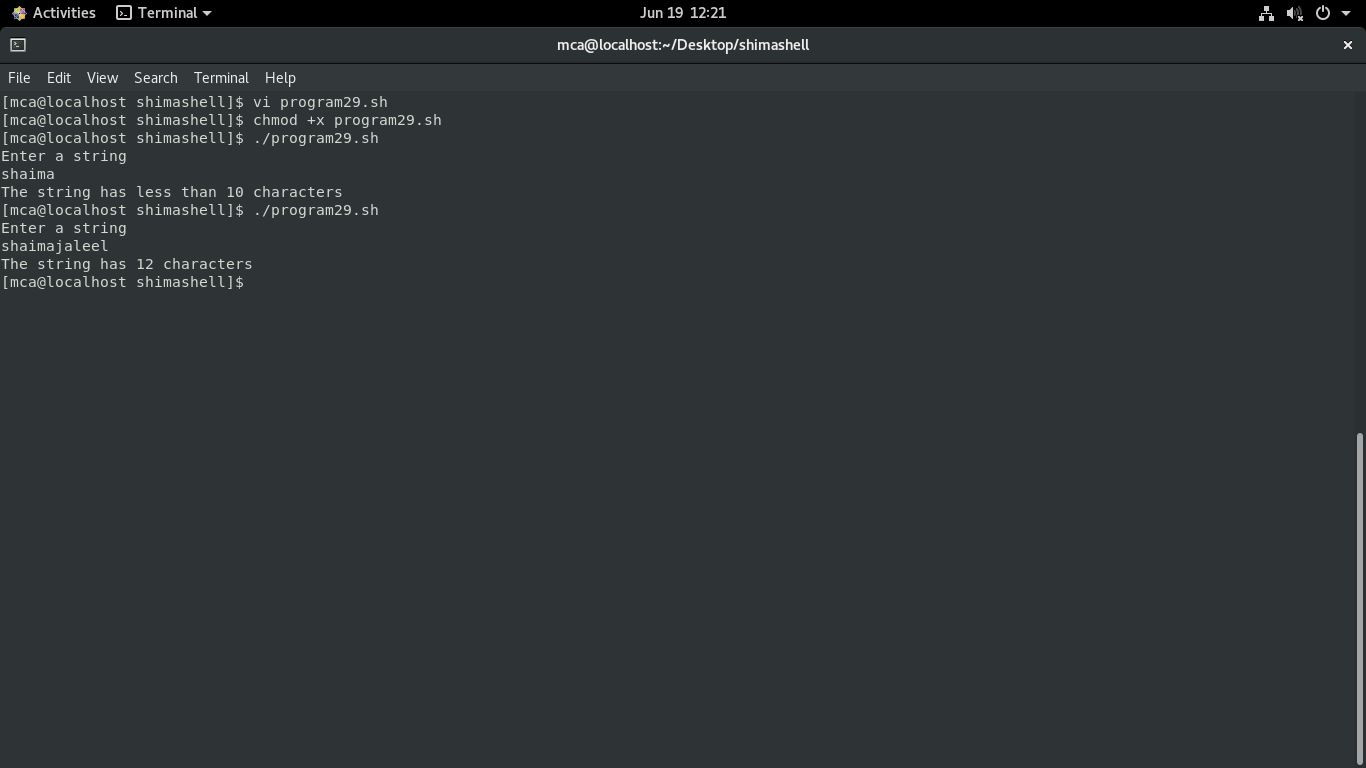 Activities Terminal Jun 19 12:21
mca@localhost:~/Desktop/shimashell
File Edit View Search Terminal Help
[mca@localhost shimashell]$ vi program29.sh
[mca@localhost shimashell]$ chmod +x program29.sh
[mca@localhost shimashell]$ ./program29.sh
Enter a string
shaima
The string has less than 10 characters
[mca@localhost shimashell]$ ./program29.sh
Enter a string
shaimajaleel
The string has 12 characters
[mca@localhost shimashell]$